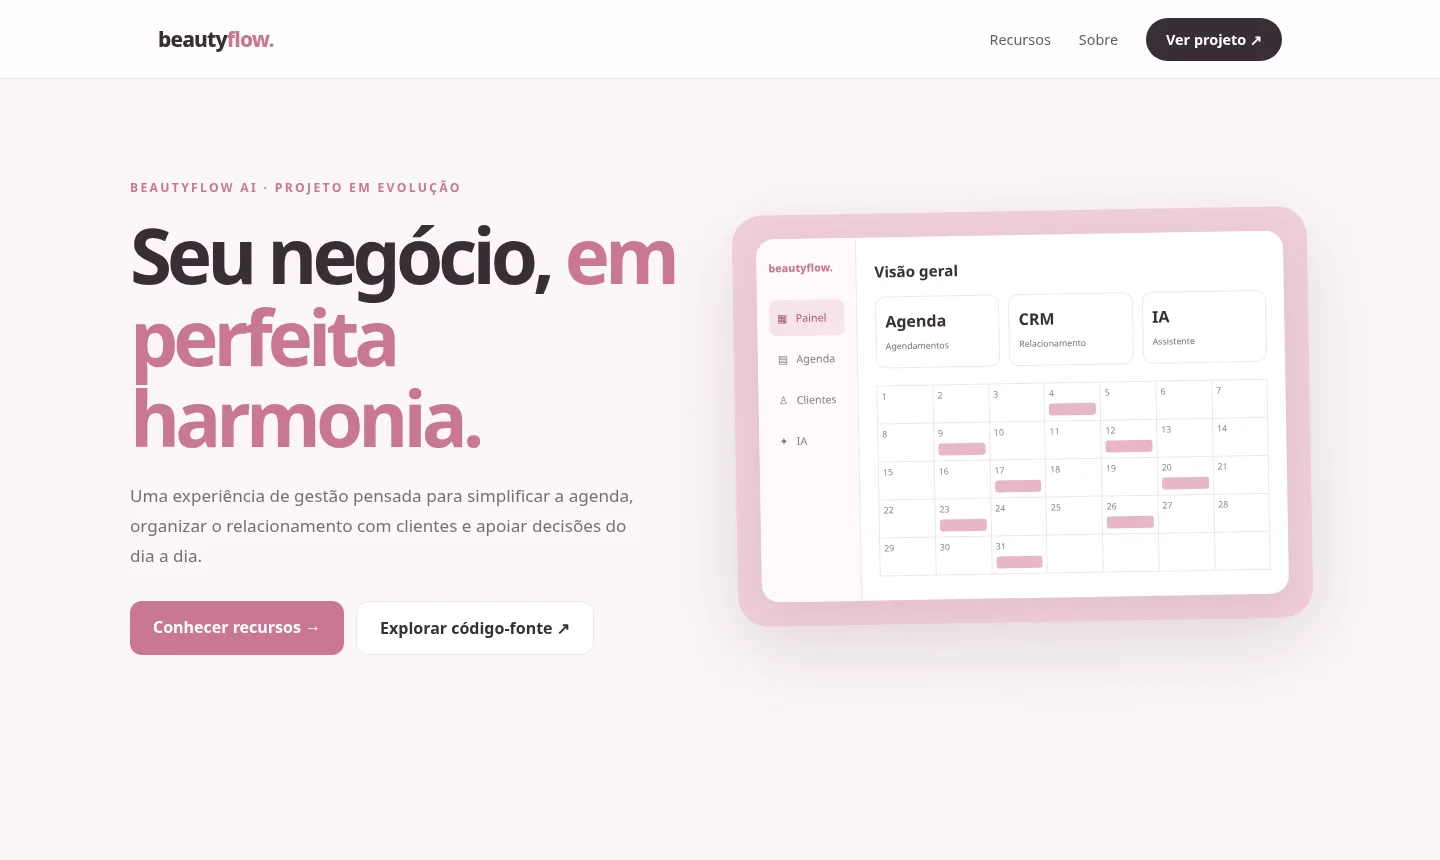 beautyflow.
Recursos
Sobre
Ver projeto ↗
BEAUTYFLOW AI · PROJETO EM EVOLUÇÃO
Seu negócio, em
perfeita
harmonia.
Uma experiência de gestão pensada para simplificar a agenda,
organizar o relacionamento com clientes e apoiar decisões do
dia a dia.
Conhecer recursos →
Explorar código-fonte ↗
beautyflow.
Painel
Agenda
Clientes
IA
Visão geral
Agenda
Agendamentos
CRM
Relacionamento
IA
Assistente
1 2 3 4 5 6 7
8 9 10 11 12 13 14
15 16 17 18 19 20 21
22 23 24 25 26 27 28
29 30 31